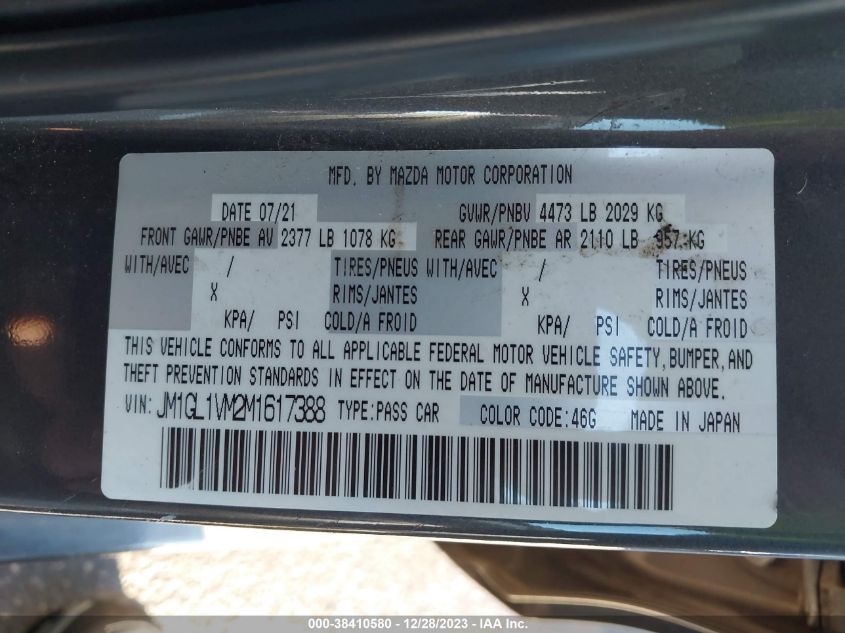 MFD. BY MAZDA MOTOR CORPORATION
DATE 07/21 GVWR/PNBV 4473 LB 2029 KG
FRONT GAWR/PNBE AV 2377 LB 1078 KG REAR GAWR/PNBE AR 2110 LB 957 KG
WITH/AVEC / TIRES/PNEUS WITH/AVEC / TIRES/PNEUS
X RIMS/JANTES X RIMS/JANTES
KPA/ PSI COLD/A FROID KPA/ PSI COLD/A FROID
THIS VEHICLE CONFORMS TO ALL APPLICABLE FEDERAL MOTOR VEHICLE SAFETY, BUMPER, AND
THEFT PREVENTION STANDARDS IN EFFECT ON THE DATE OF MANUFACTURE SHOWN ABOVE.
VIN: JM1GL1VM2M1617388 TYPE: PASS CAR COLOR CODE: 46G MADE IN JAPAN
000-38410580 - 12/28/2023 - IAA Inc.